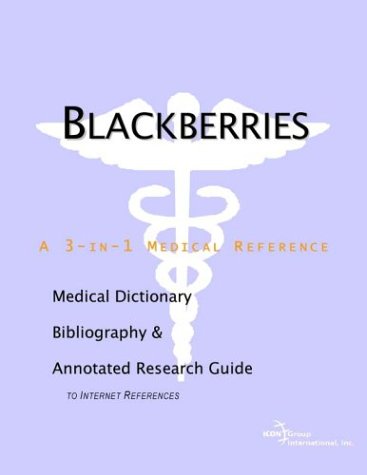 BLACKBERRIES
A 3-IN-1 MEDICAL REFERENCE
Medical Dictionary
Bibliography &
Annotated Research Guide
TO INTERNET REFERENCES
ICON Group
International, Inc.